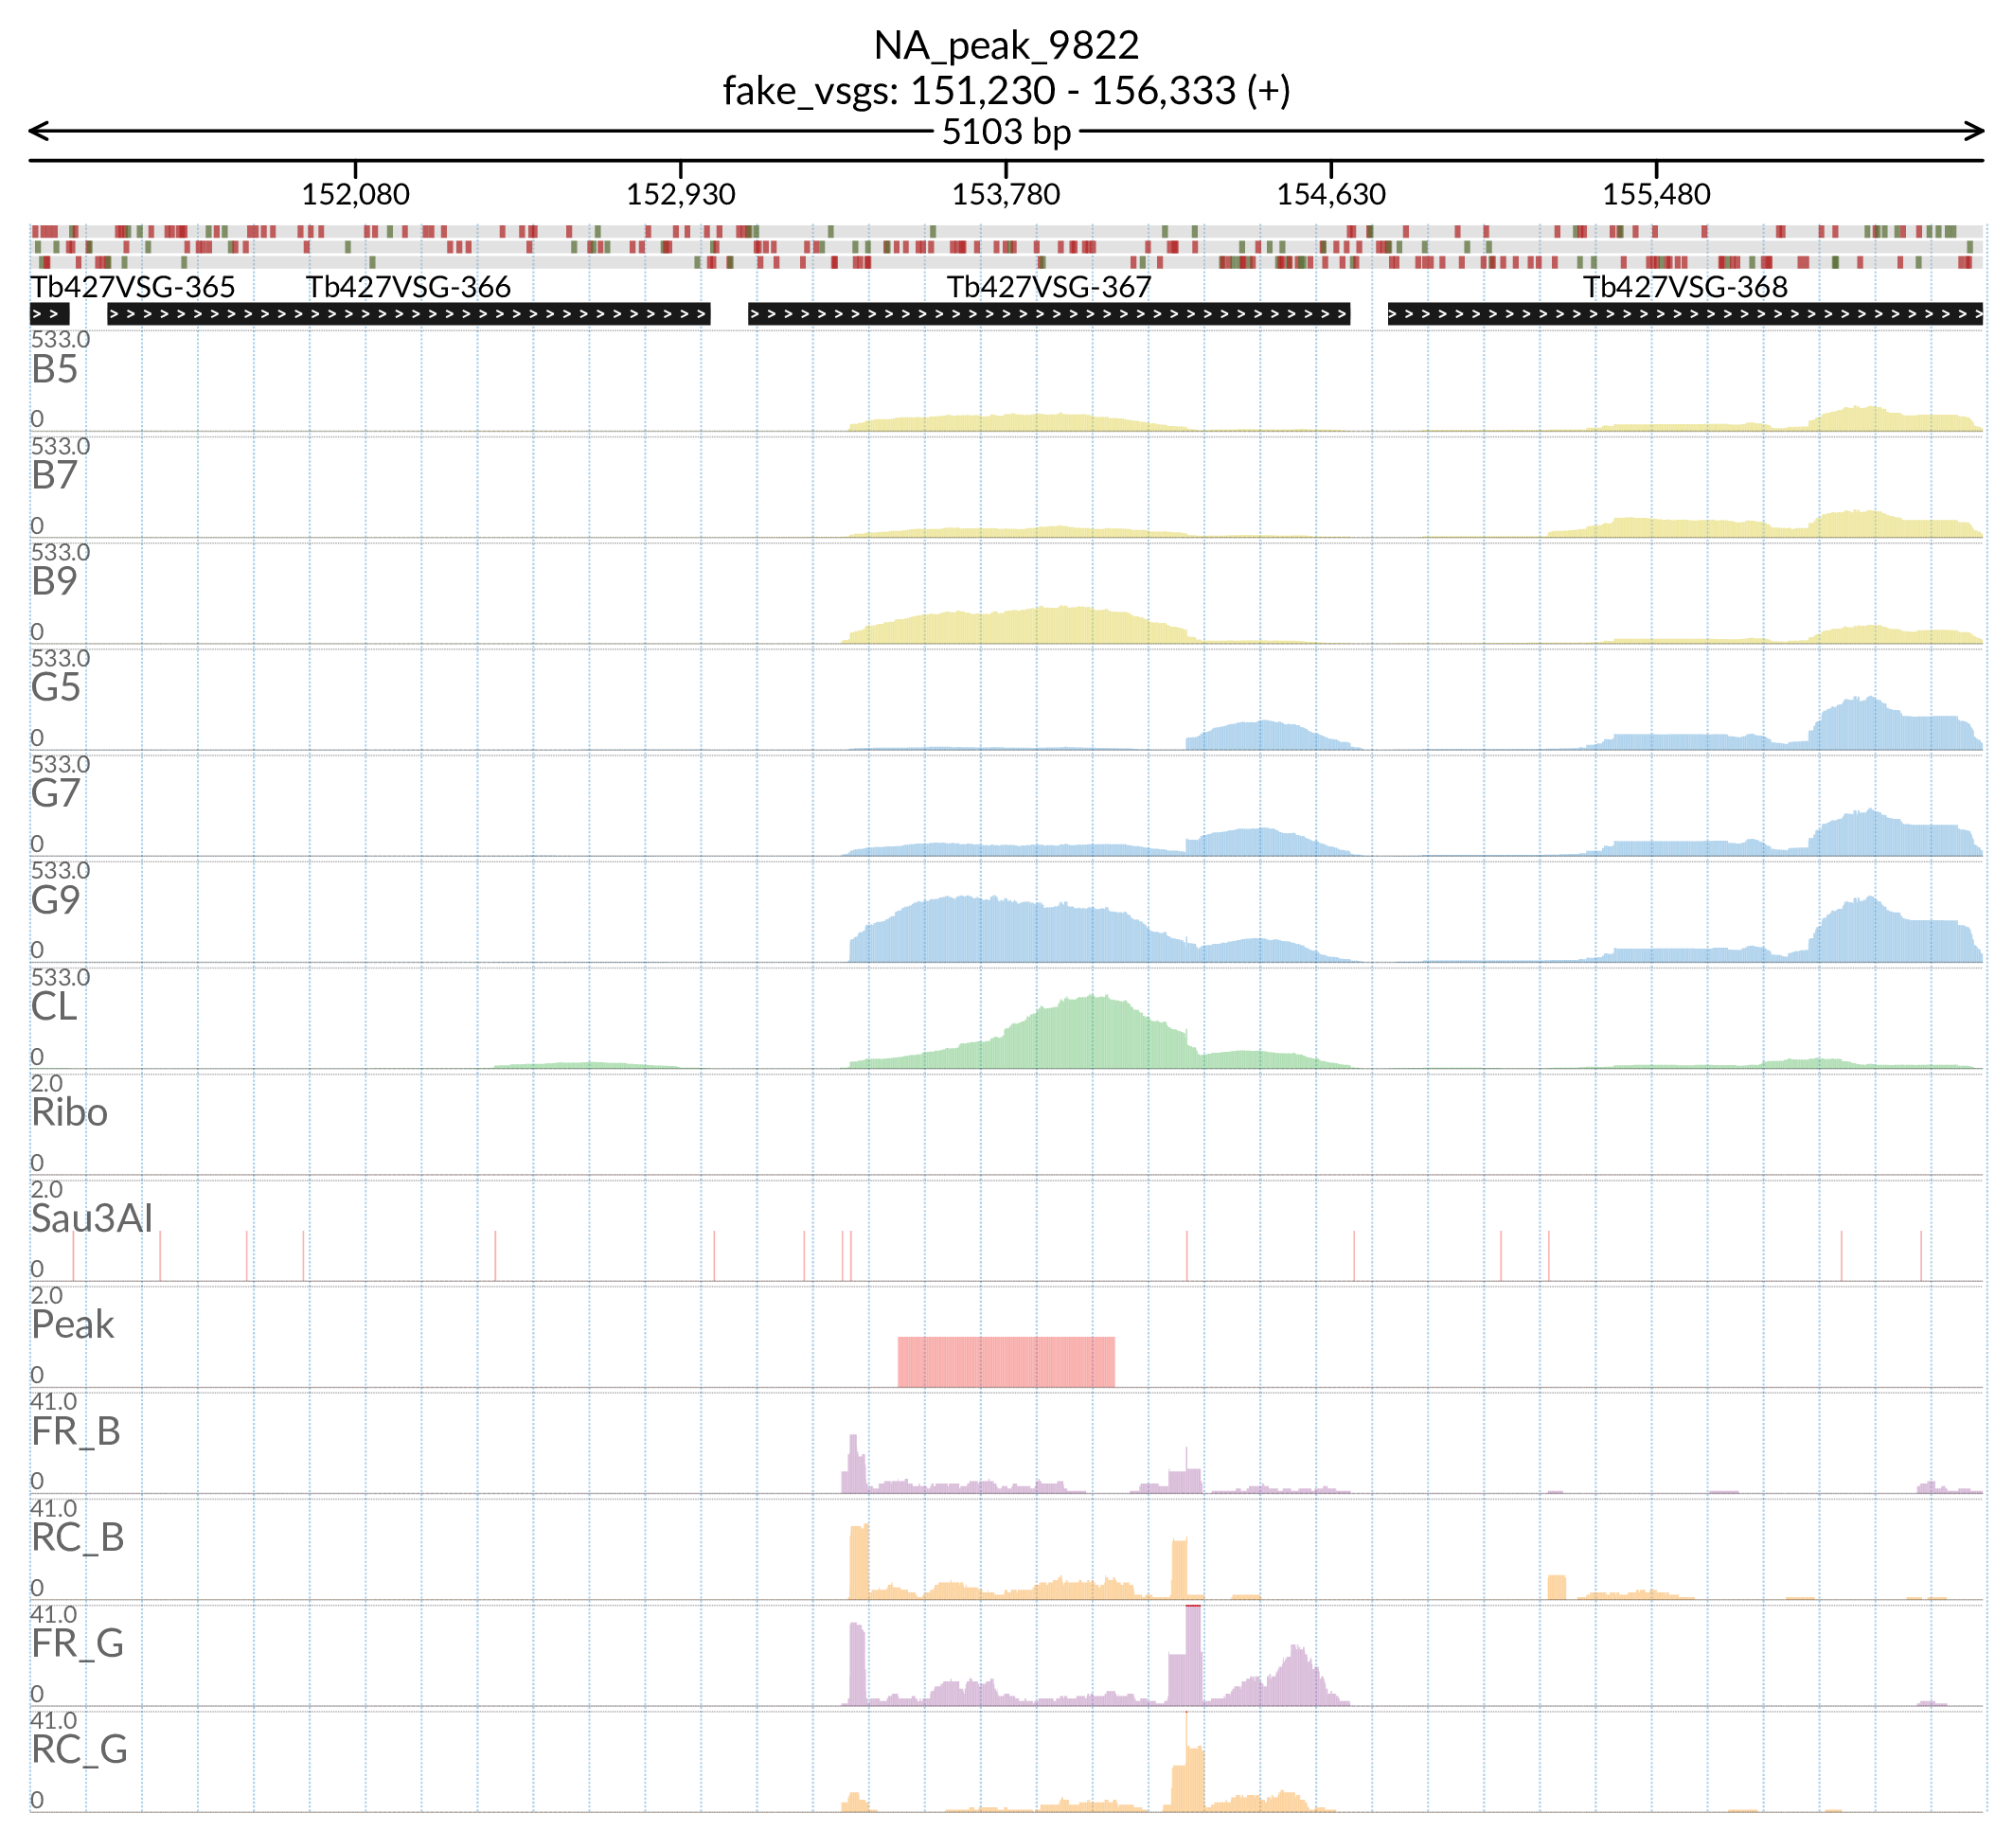 NA_peak_9822
fake_vsgs: 151,230 - 156,333 (+)
5103 bp
152,080 152,930 153,780 154,630 155,480
Tb427VSG-365 Tb427VSG-366 Tb427VSG-367 Tb427VSG-368
533.0
B5
0
533.0
B7
0
533.0
B9
0
533.0
G5
0
533.0
G7
0
533.0
G9
0
533.0
CL
0
2.0
Ribo
0
2.0
Sau3AI
0
2.0
Peak
0
41.0
FR_B
0
41.0
RC_B
0
41.0
FR_G
0
41.0
RC_G
0